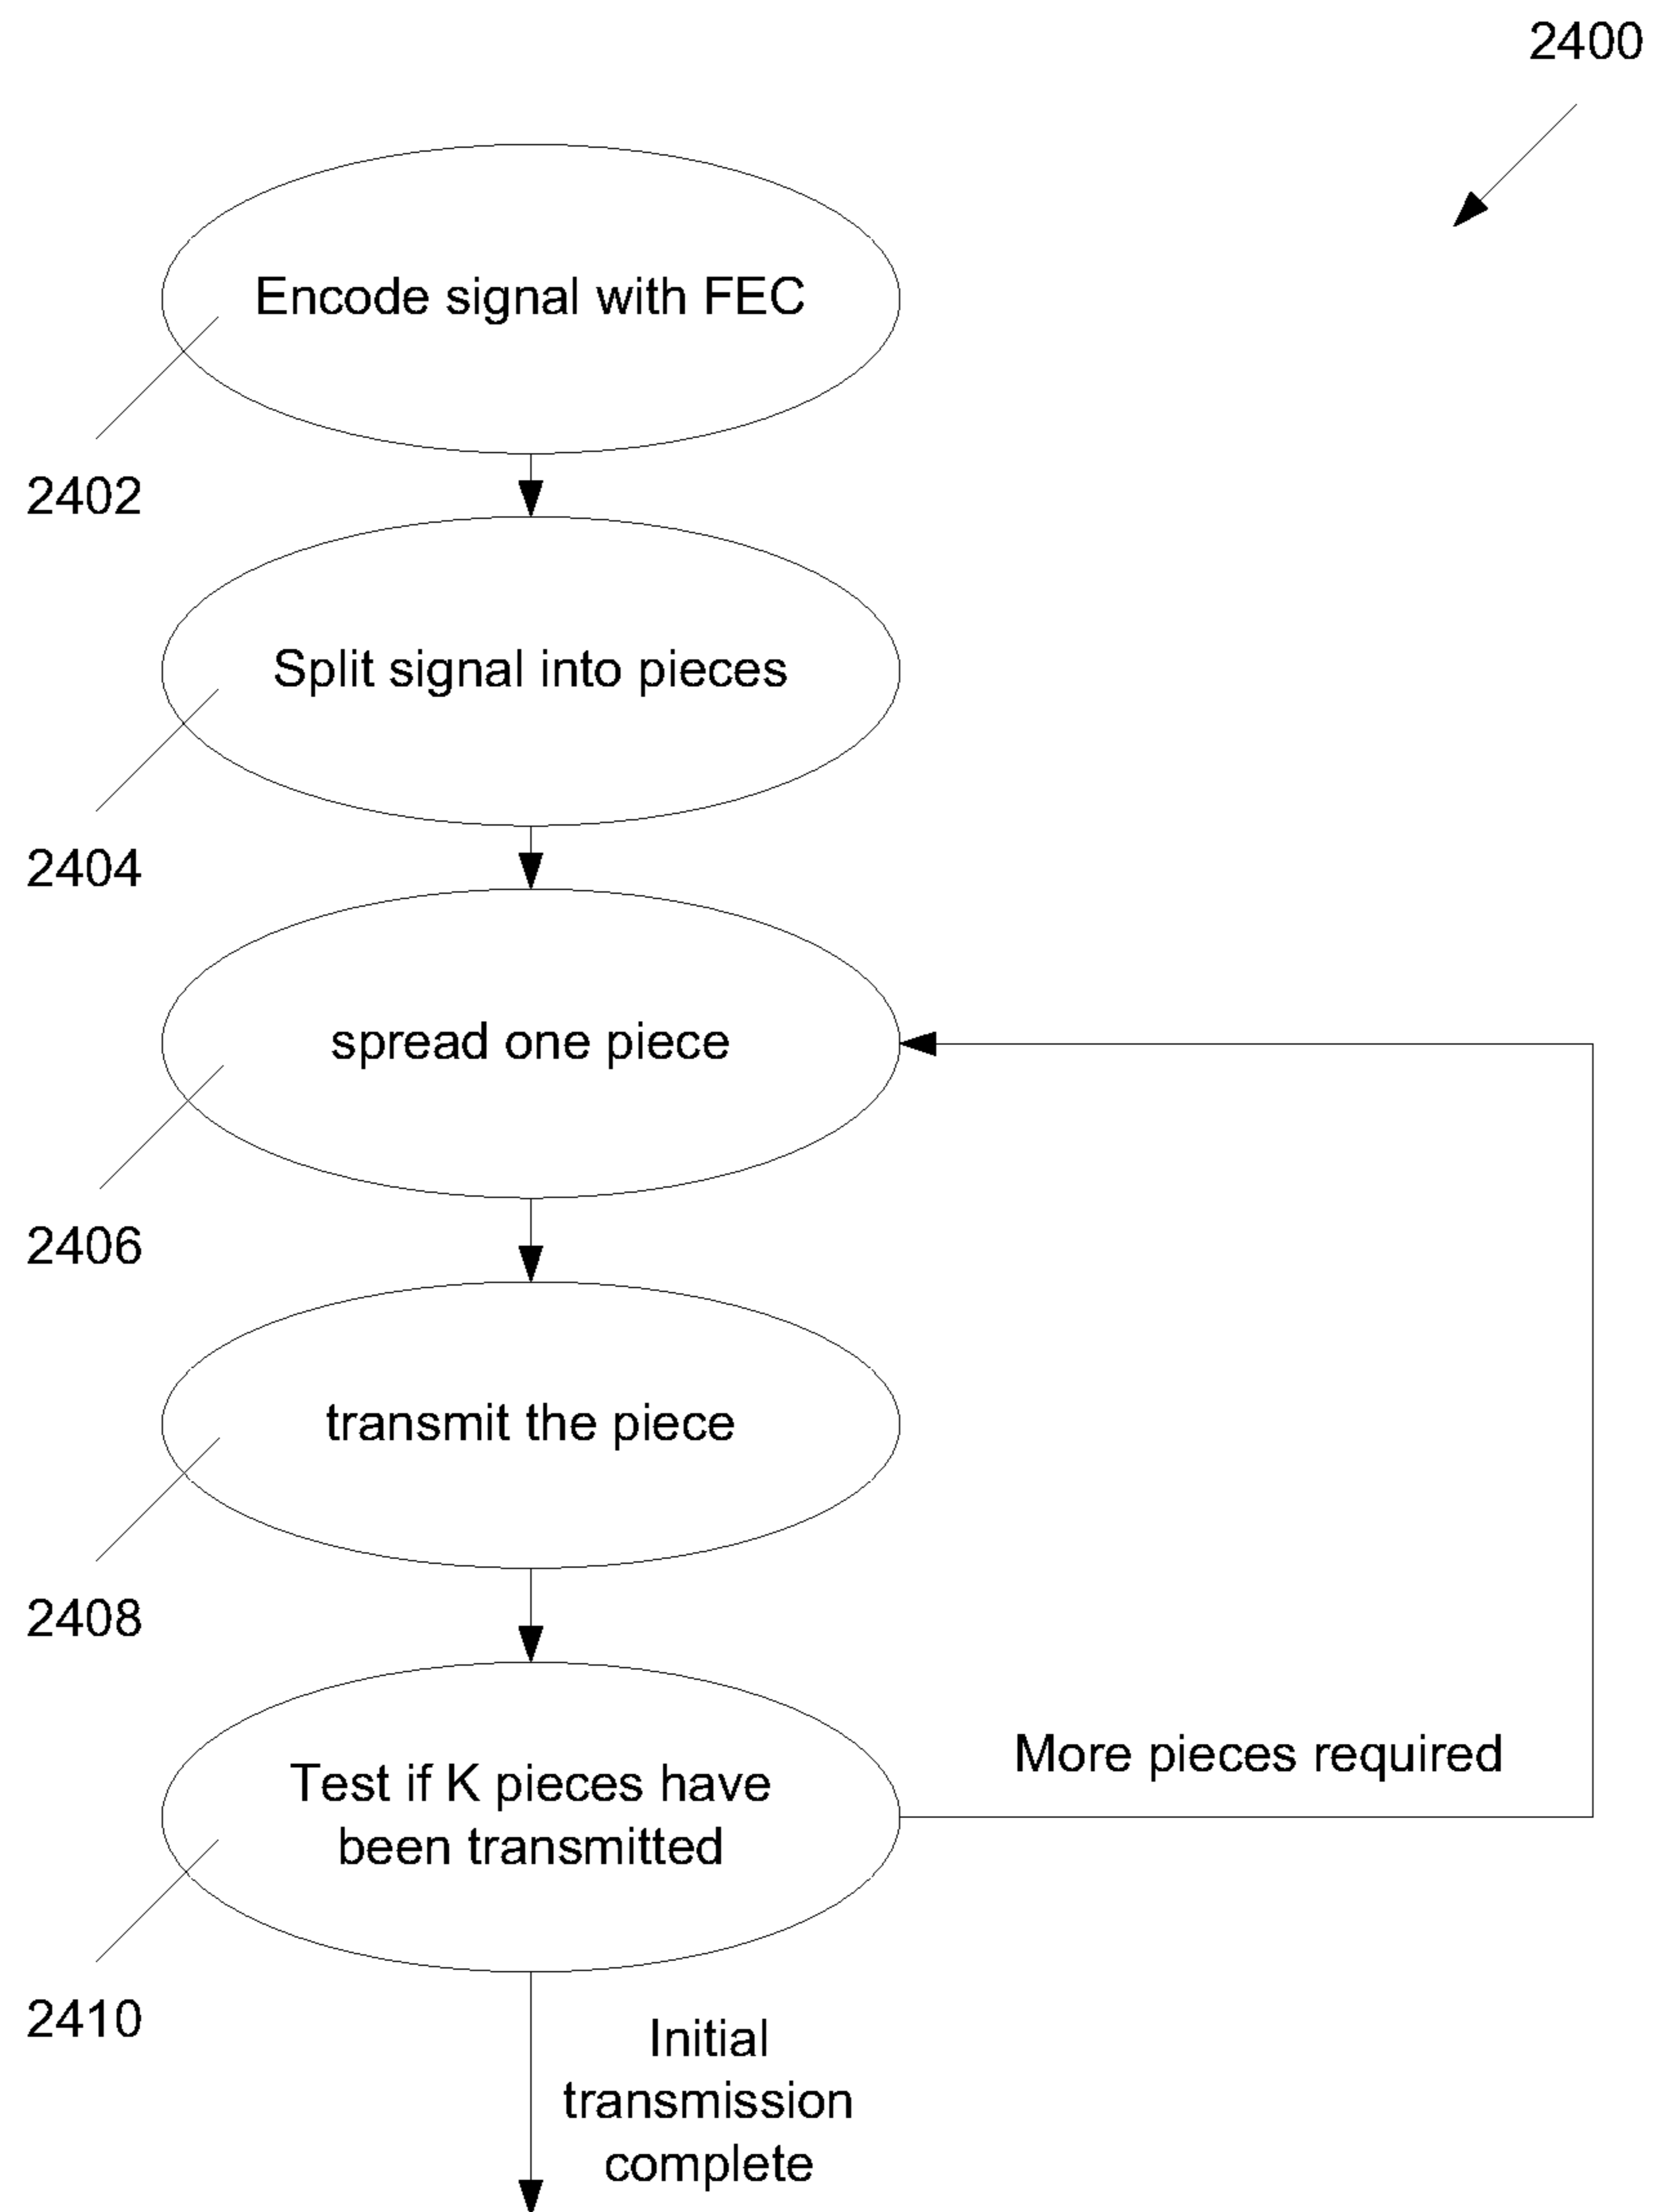 2400
Encode signal with FEC
2402
Split signal into pieces
2404
spread one piece
2406
transmit the piece
2408
More pieces required
Test if K pieces have
been transmitted
2410
Initial
transmission
complete